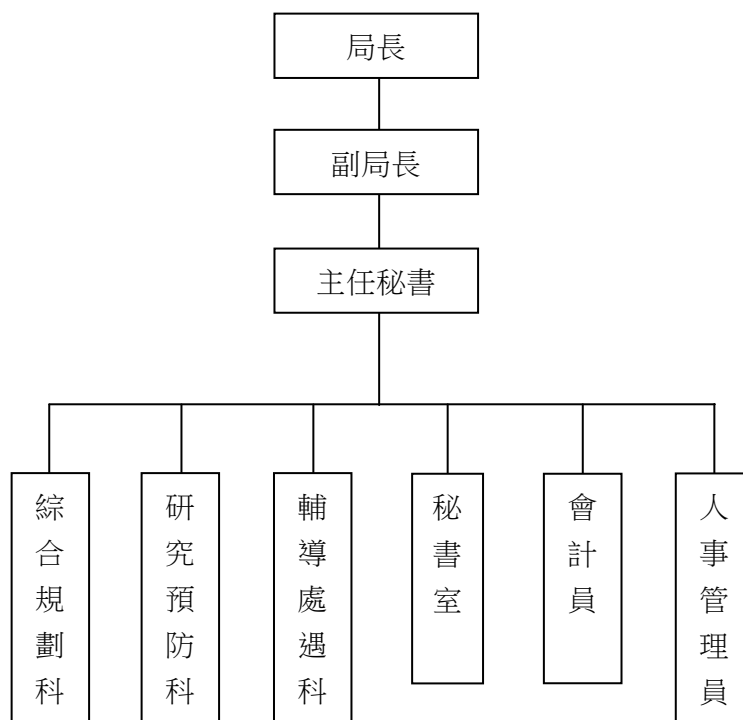 局長
副局長
主任秘書
綜合規劃科
研究預防科
輔導處遇科
秘書室
會計員
人事管理員